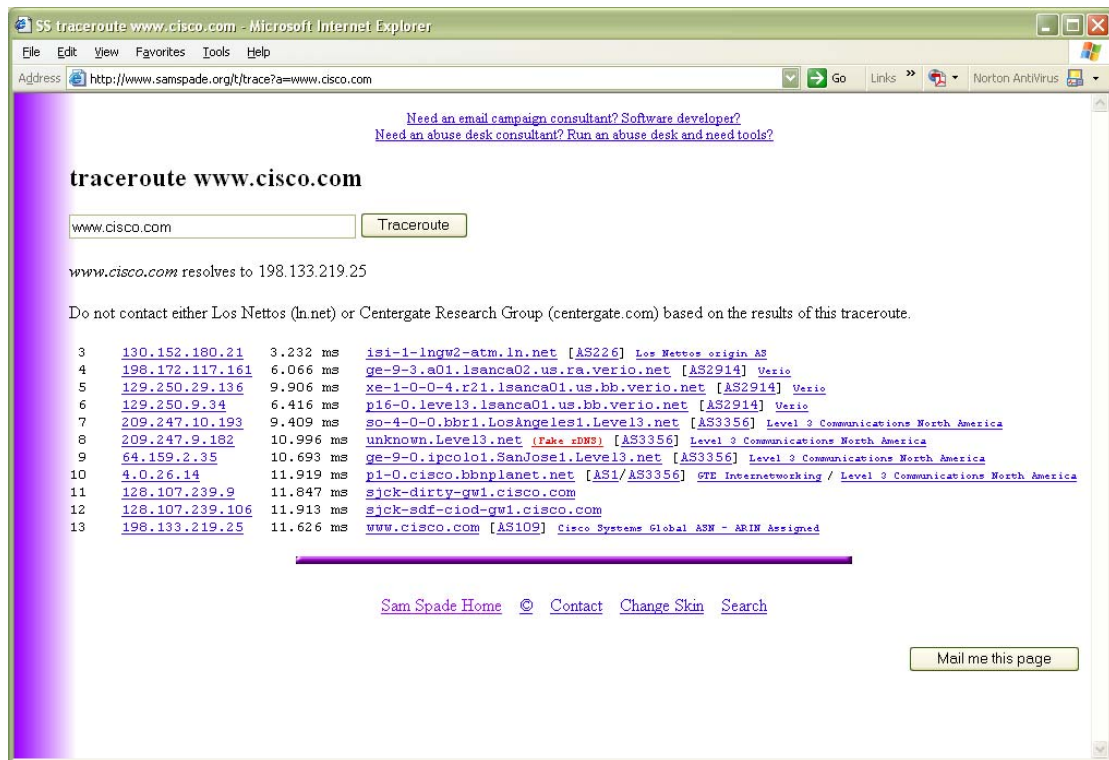 SS traceroute www.cisco.com - Microsoft Internet Explorer
File Edit View Favorites Tools Help
Address http://www.samspade.org/t/trace?a=www.cisco.com Go Links » Norton AntiVirus
Need an email campaign consultant? Software developer?
Need an abuse desk consultant? Run an abuse desk and need tools?
traceroute www.cisco.com
www.cisco.com Traceroute
www.cisco.com resolves to 198.133.219.25
Do not contact either Los Nettos (ln.net) or Centergate Research Group (centergate.com) based on the results of this traceroute.
3 130.152.180.21 3.232 ms isi-1-lngw2-atm.ln.net [AS226] Los Nettos origin AS
4 198.172.117.161 6.066 ms ge-9-3.a01.lsanca02.us.ra.verio.net [AS2914] Verio
5 129.250.29.136 9.906 ms xe-1-0-0-4.r21.lsanca01.us.bb.verio.net [AS2914] Verio
6 129.250.9.34 6.416 ms p16-0.level3.lsanca01.us.bb.verio.net [AS2914] Verio
7 209.247.10.193 9.409 ms so-4-0-0.bbr1.LosAngeles1.Level3.net [AS3356] Level 3 Communications North America
8 209.247.9.182 10.996 ms unknown.Level3.net (Fake rDNS) [AS3356] Level 3 Communications North America
9 64.159.2.35 10.693 ms ge-9-0.ipcolo1.SanJose1.Level3.net [AS3356] Level 3 Communications North America
10 4.0.26.14 11.919 ms p1-0.cisco.bbnplanet.net [AS1/AS3356] GTE Internetworking / Level 3 Communications North America
11 128.107.239.9 11.847 ms sjck-dirty-gw1.cisco.com
12 128.107.239.106 11.913 ms sjck-sdf-ciod-gw1.cisco.com
13 198.133.219.25 11.626 ms www.cisco.com [AS109] Cisco Systems Global ASN - ARIN Assigned
Sam Spade Home © Contact Change Skin Search
Mail me this page